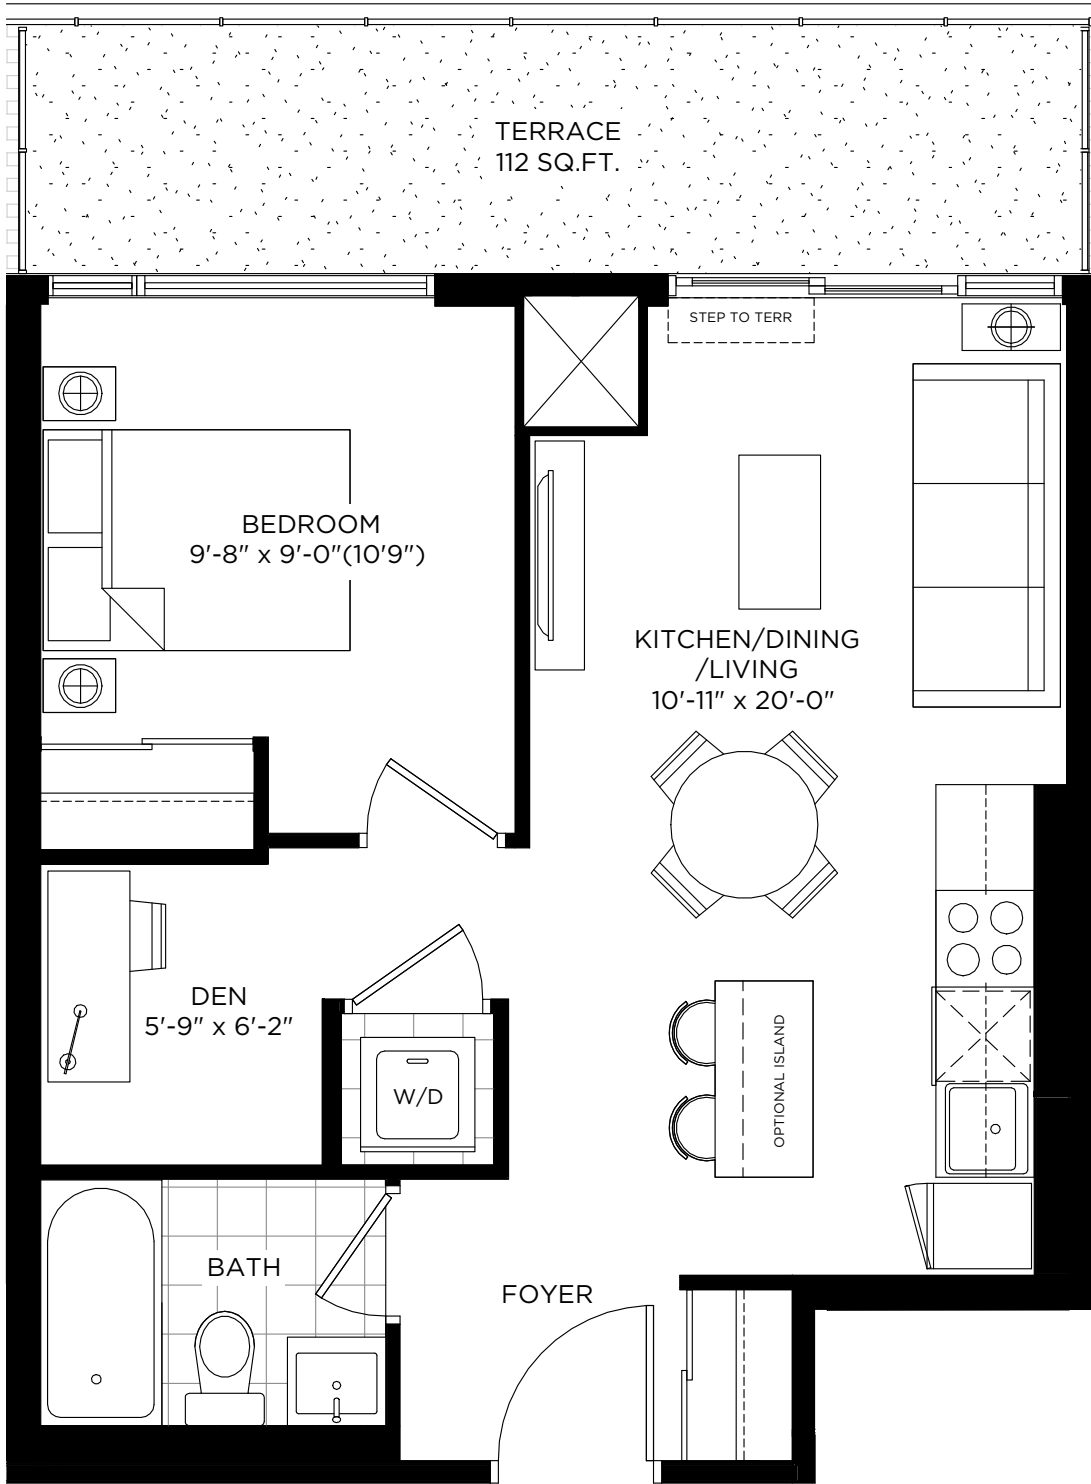 TERRACE
112 SQ.FT.
STEP TO TERR
BEDROOM
9'-8" x 9'-0"(10'9")
KITCHEN/DINING
/LIVING
10'-11" x 20'-0"
DEN
5'-9" x 6'-2"
W/D
OPTIONAL ISLAND
BATH
FOYER